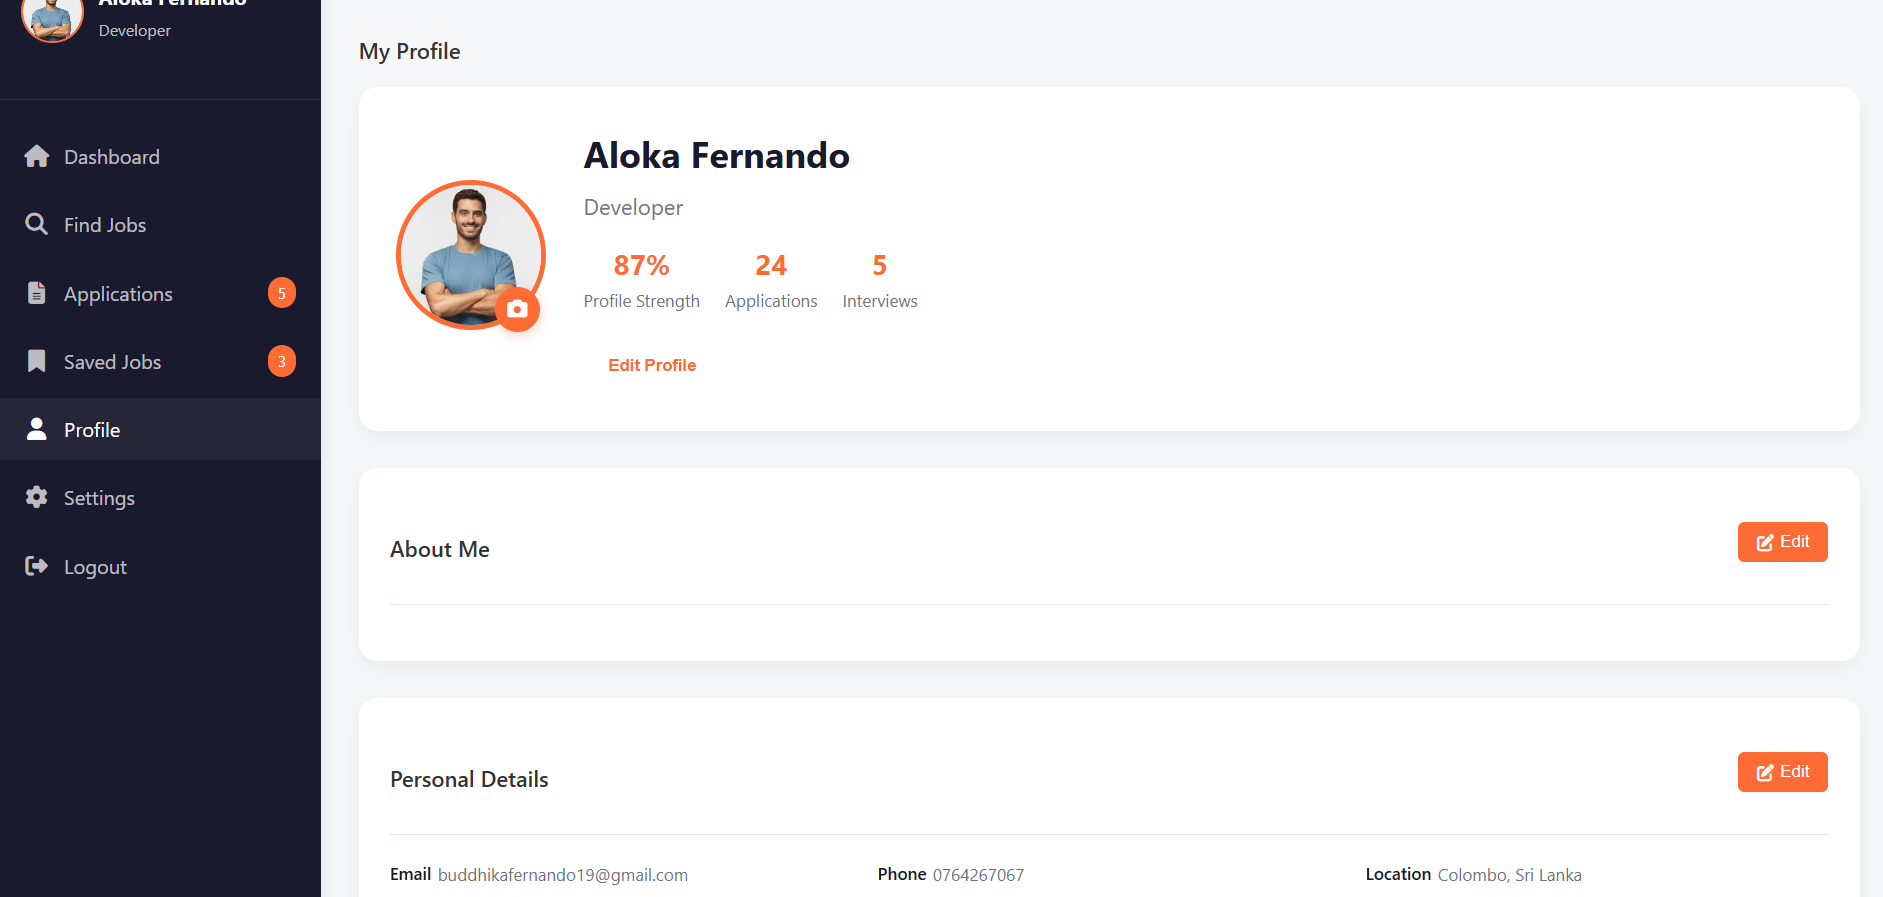 Aloka Fernando
Developer
Dashboard
Find Jobs
Applications 5
Saved Jobs 3
Profile
Settings
Logout
My Profile
Aloka Fernando
Developer
87% 24 5
Profile Strength Applications Interviews
Edit Profile
About Me Edit
Personal Details Edit
Email buddhikafernando19@gmail.com Phone 0764267067 Location Colombo, Sri Lanka